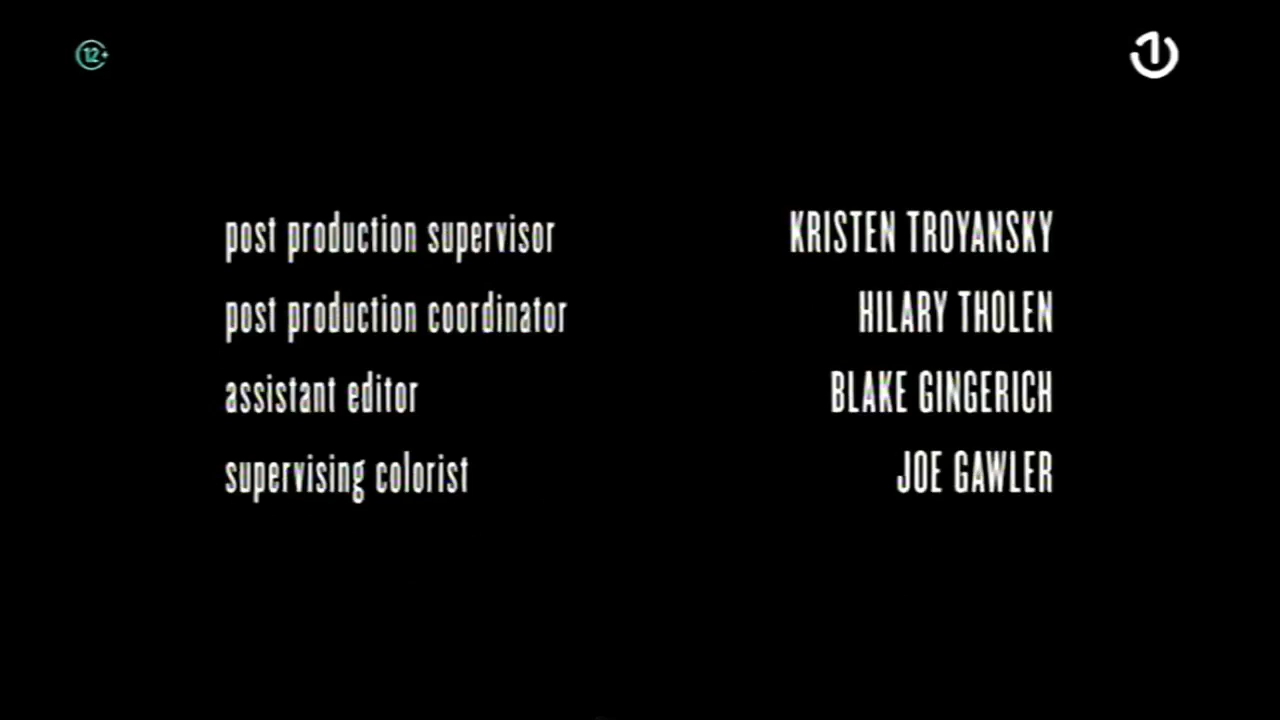 12+
1
post production supervisor KRISTEN TROYANSKY
post production coordinator HILARY THOLEN
assistant editor BLAKE GINGERICH
supervising colorist JOE GAWLER